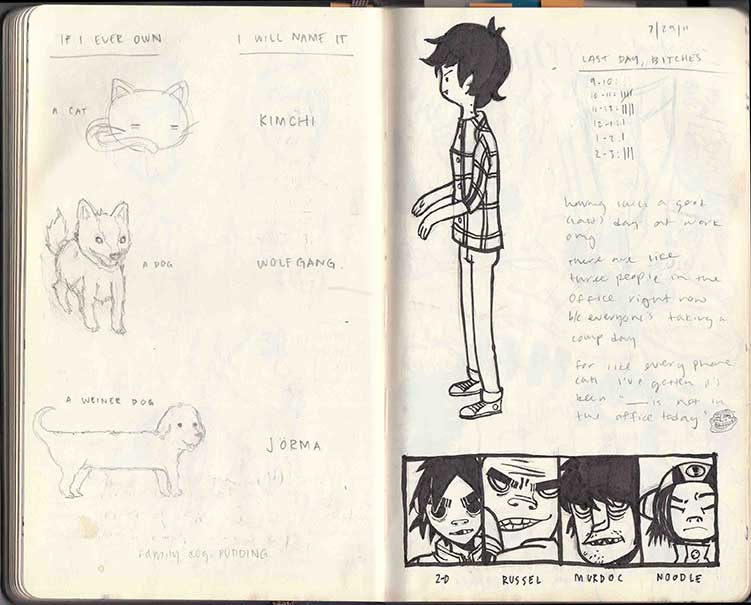 IF I EVER OWN
I WILL NAME IT
A CAT
KIMCHI
A DOG
WOLFGANG.
A WEINER DOG
JÖRMA
family dog: PUDDING
7/29/11
LAST DAY, BITCHES
9-10:
10-11: ||||
11-12: ||||
12-1: |
1-2: |
2-3: |||
having such a good
(last) day at work
omg
there are like
three people in the
office right now
b/c everyone's taking a
comp day
for like every phone
call I've gotten it's
been "___ is not in
the office today"
2-D
RUSSEL
MURDOC
NOODLE